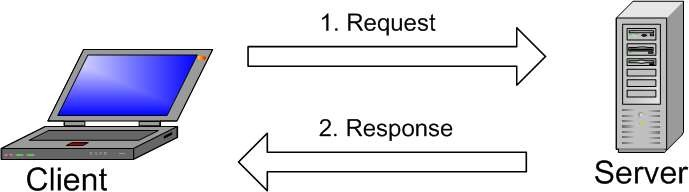 1. Request
2. Response
Client
Server